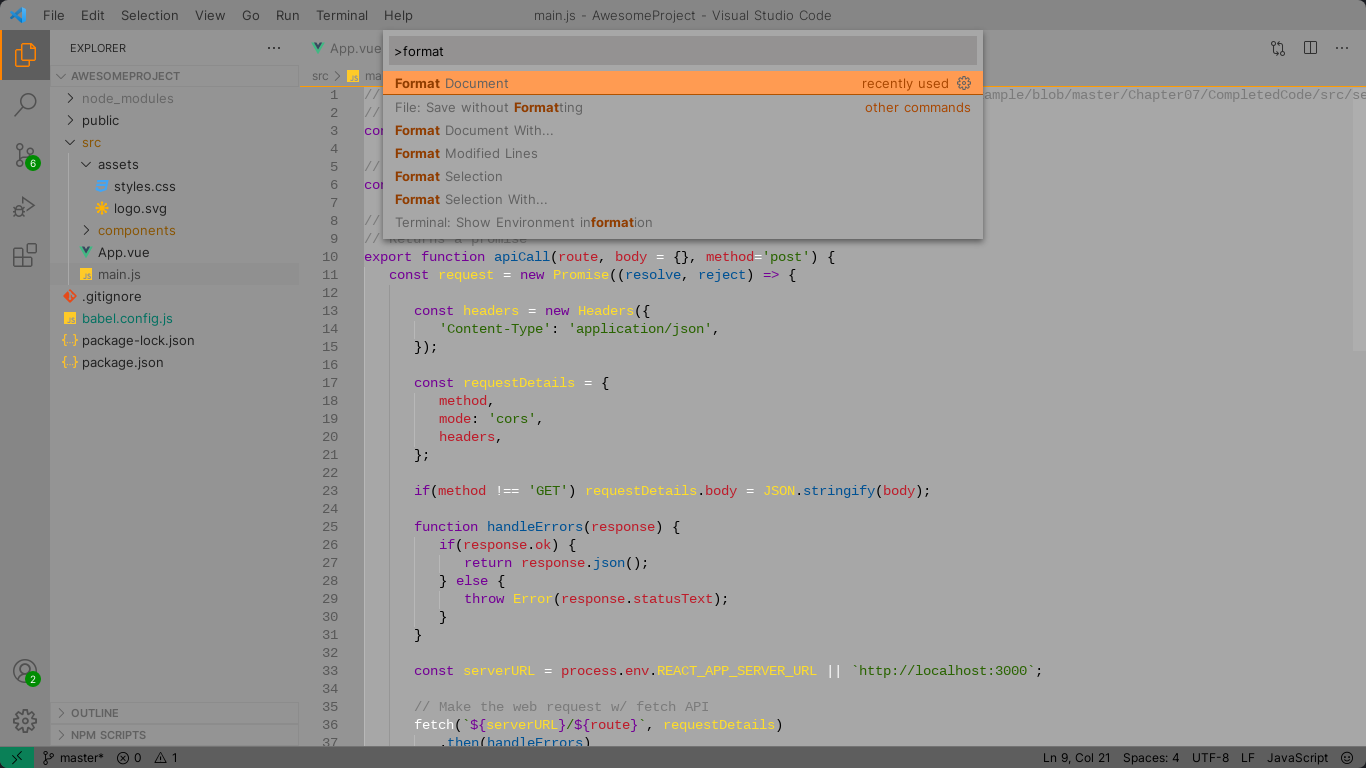 File Edit Selection View Go Run Terminal Help
main.js - AwesomeProject - Visual Studio Code
EXPLORER
AWESOMEPROJECT
node_modules
public
src
assets
styles.css
logo.svg
components
App.vue
main.js
.gitignore
babel.config.js
package-lock.json
package.json
OUTLINE
NPM SCRIPTS
6
2
App.vue
src
>format
Format Document recently used
File: Save without Formatting other commands
Format Document With...
Format Modified Lines
Format Selection
Format Selection With...
Terminal: Show Environment information
1 // ample/blob/master/Chapter07/CompletedCode/src/se
2 //
3 con
4
5 //
6 con
7
8 //
9 // Returns a promise
10 export function apiCall(route, body = {}, method='post') {
11 const request = new Promise((resolve, reject) => {
12
13 const headers = new Headers({
14 'Content-Type': 'application/json',
15 });
16
17 const requestDetails = {
18 method,
19 mode: 'cors',
20 headers,
21 };
22
23 if(method !== 'GET') requestDetails.body = JSON.stringify(body);
24
25 function handleErrors(response) {
26 if(response.ok) {
27 return response.json();
28 } else {
29 throw Error(response.statusText);
30 }
31 }
32
33 const serverURL = process.env.REACT_APP_SERVER_URL || `http://localhost:3000`;
34
35 // Make the web request w/ fetch API
36 fetch(`${serverURL}/${route}`, requestDetails)
37 .then(handleErrors)
master* 0 1
Ln 9, Col 21 Spaces: 4 UTF-8 LF JavaScript